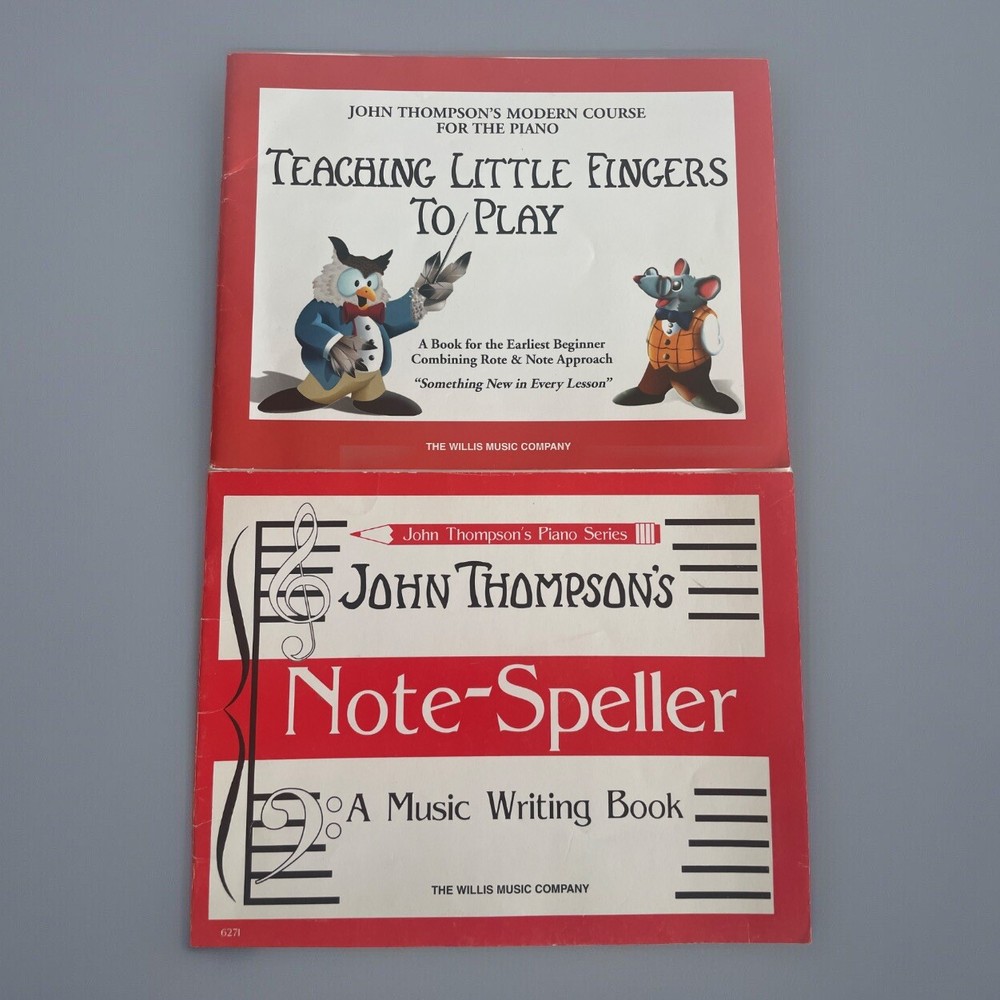 JOHN THOMPSON'S MODERN COURSE
FOR THE PIANO
TEACHING LITTLE FINGERS
TO PLAY
A Book for the Earliest Beginner
Combining Rote & Note Approach
"Something New in Every Lesson"
THE WILLIS MUSIC COMPANY
John Thompson's Piano Series
JOHN THOMPSON'S
Note-Speller
A Music Writing Book
THE WILLIS MUSIC COMPANY
6271